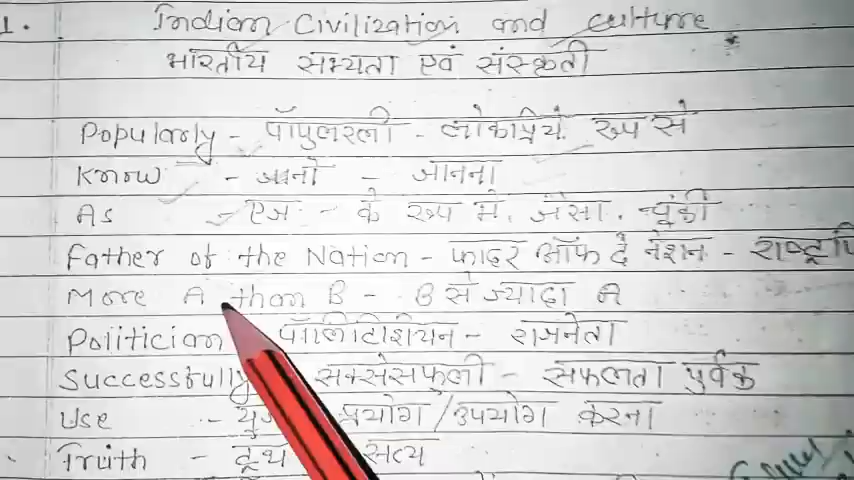 1. Indian Civilization and culture
भारतीय सभ्यता एवं संस्कृती
Popularly - पॉपुलरली - लोकप्रिय रूप से
Know - जानो - जानना
As - एज - के रूप में, जैसा, चूंकी
Father of the Nation - फादर ऑफ दे नेशन - राष्ट्रपि
More A than B - B से ज्यादा A
Politician पॉलिटिशियन - राजनेता
Successfully सक्सेसफुली - सफलता पुर्वक
Use - प्रयोग/उपयोग करना
Truth - टूथ सत्य